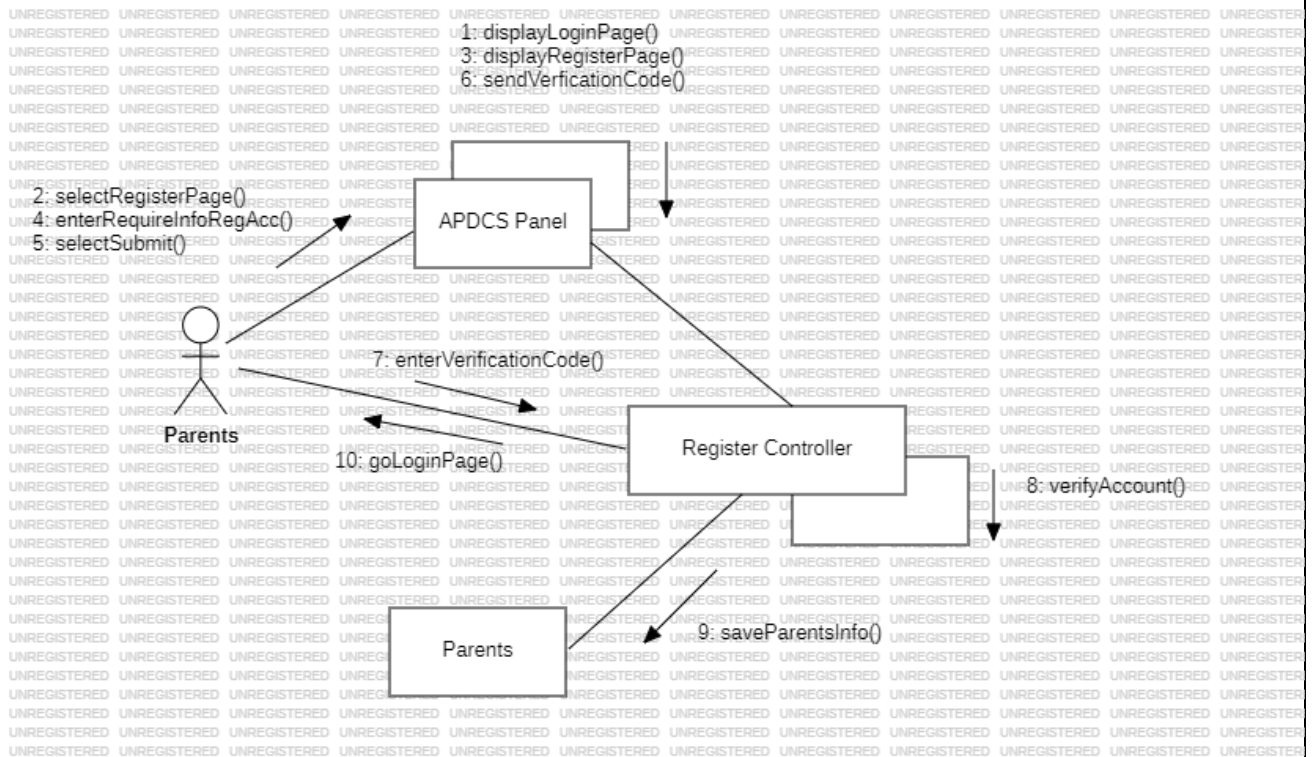 1: displayLoginPage()
3: displayRegisterPage()
6: sendVerficationCode()
2: selectRegisterPage()
4: enterRequireInfoRegAcc()
5: selectSubmit()
APDCS Panel
7: enterVerificationCode()
Parents
10: goLoginPage()
Register Controller
8: verifyAccount()
9: saveParentsInfo()
Parents
UNREGISTERED